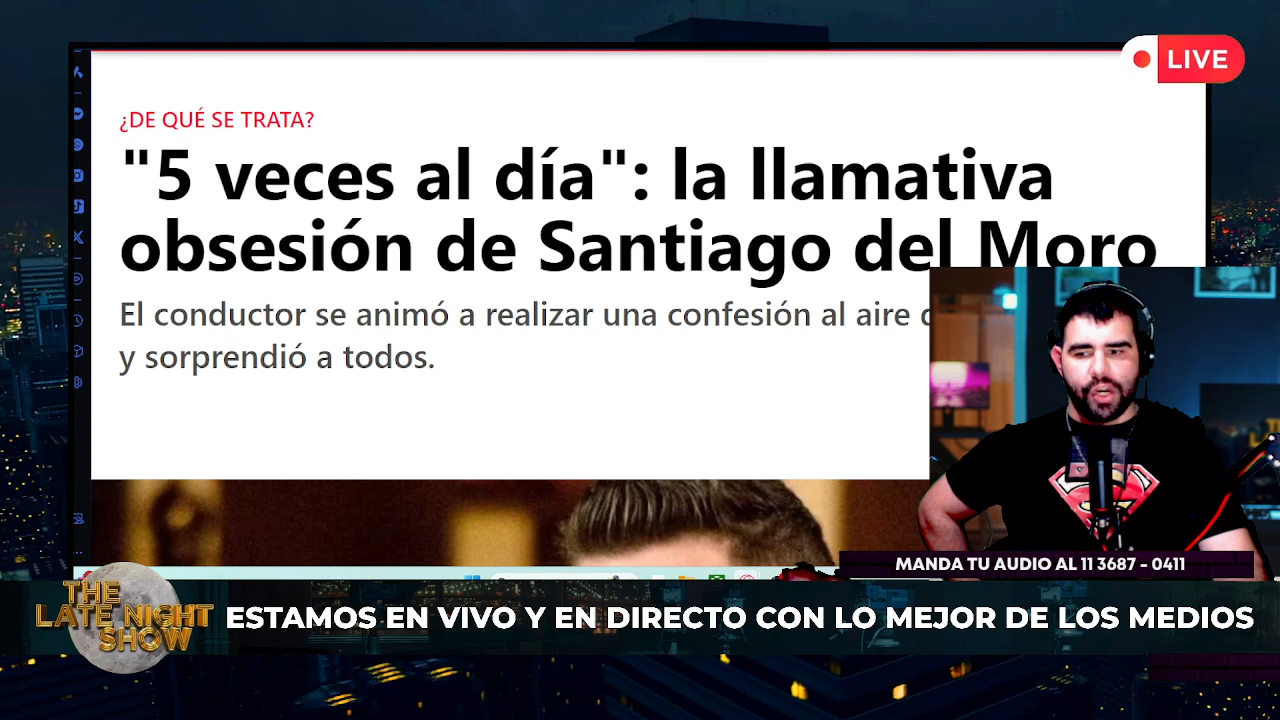 LIVE
¿DE QUÉ SE TRATA?
"5 veces al día": la llamativa
obsesión de Santiago del Moro
El conductor se animó a realizar una confesión al aire
y sorprendió a todos.
MANDA TU AUDIO AL 11 3687 - 0411
THE
LATE NIGHT
SHOW
ESTAMOS EN VIVO Y EN DIRECTO CON LO MEJOR DE LOS MEDIOS